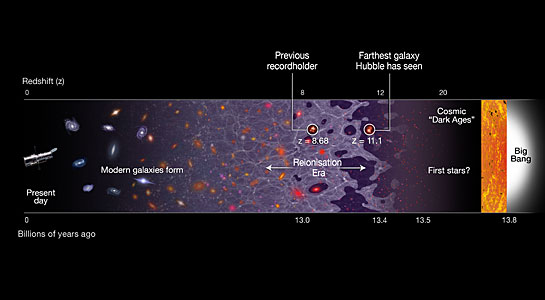 Previous
recordholder
Farthest galaxy
Hubble has seen
Redshift (z)
0
8
12
20
Cosmic
"Dark Ages"
z = 8.68
z = 11.1
Modern galaxies form
Reionisation
Era
First stars?
Big
Bang
Present
day
0
13.0
13.4
13.5
13.8
Billions of years ago